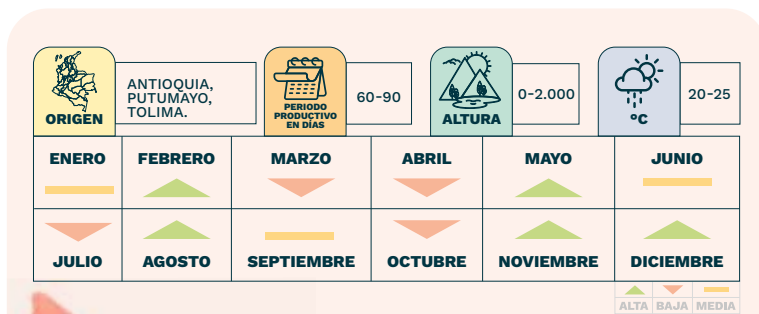 ORIGEN
ANTIOQUIA,
PUTUMAYO,
TOLIMA.
PERIODO
PRODUCTIVO
EN DÍAS
60-90
ALTURA
0-2.000
°C
20-25
ENERO FEBRERO MARZO ABRIL MAYO JUNIO
JULIO AGOSTO SEPTIEMBRE OCTUBRE NOVIEMBRE DICIEMBRE
ALTA BAJA MEDIA